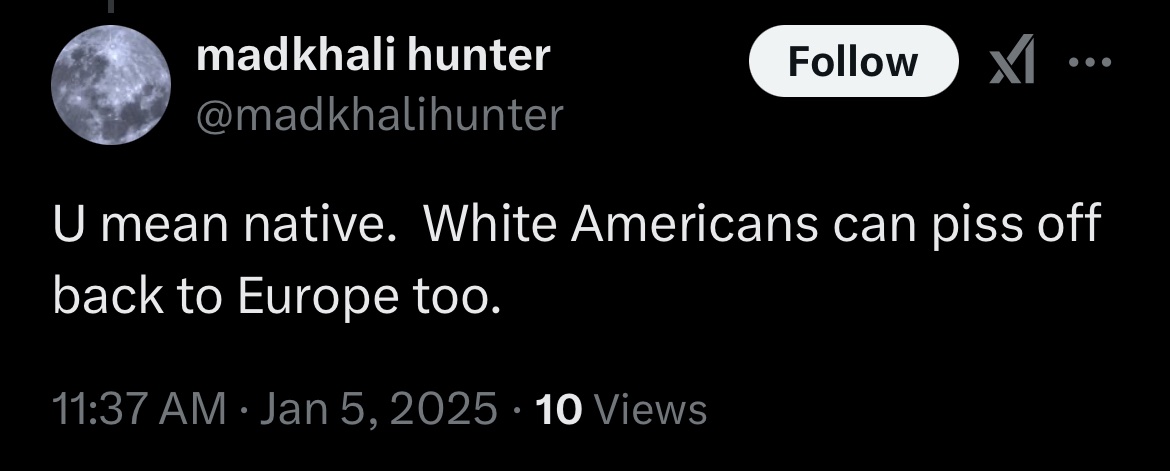 madkhali hunter
Follow
@madkhalihunter
U mean native.  White Americans can piss off
back to Europe too.
11:37 AM · Jan 5, 2025 · 10 Views